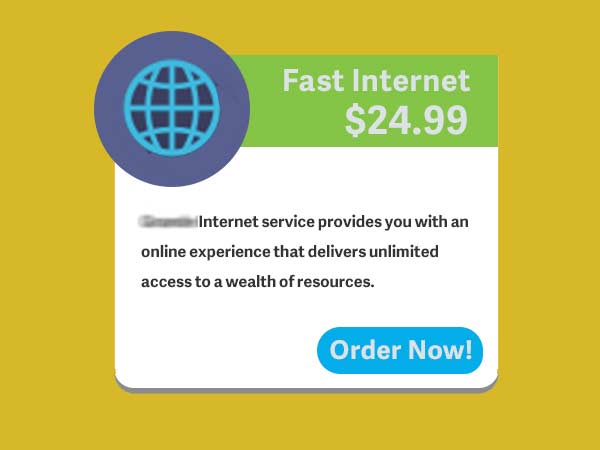 Fast Internet
$24.99
Internet service provides you with an
online experience that delivers unlimited
access to a wealth of resources.
Order Now!